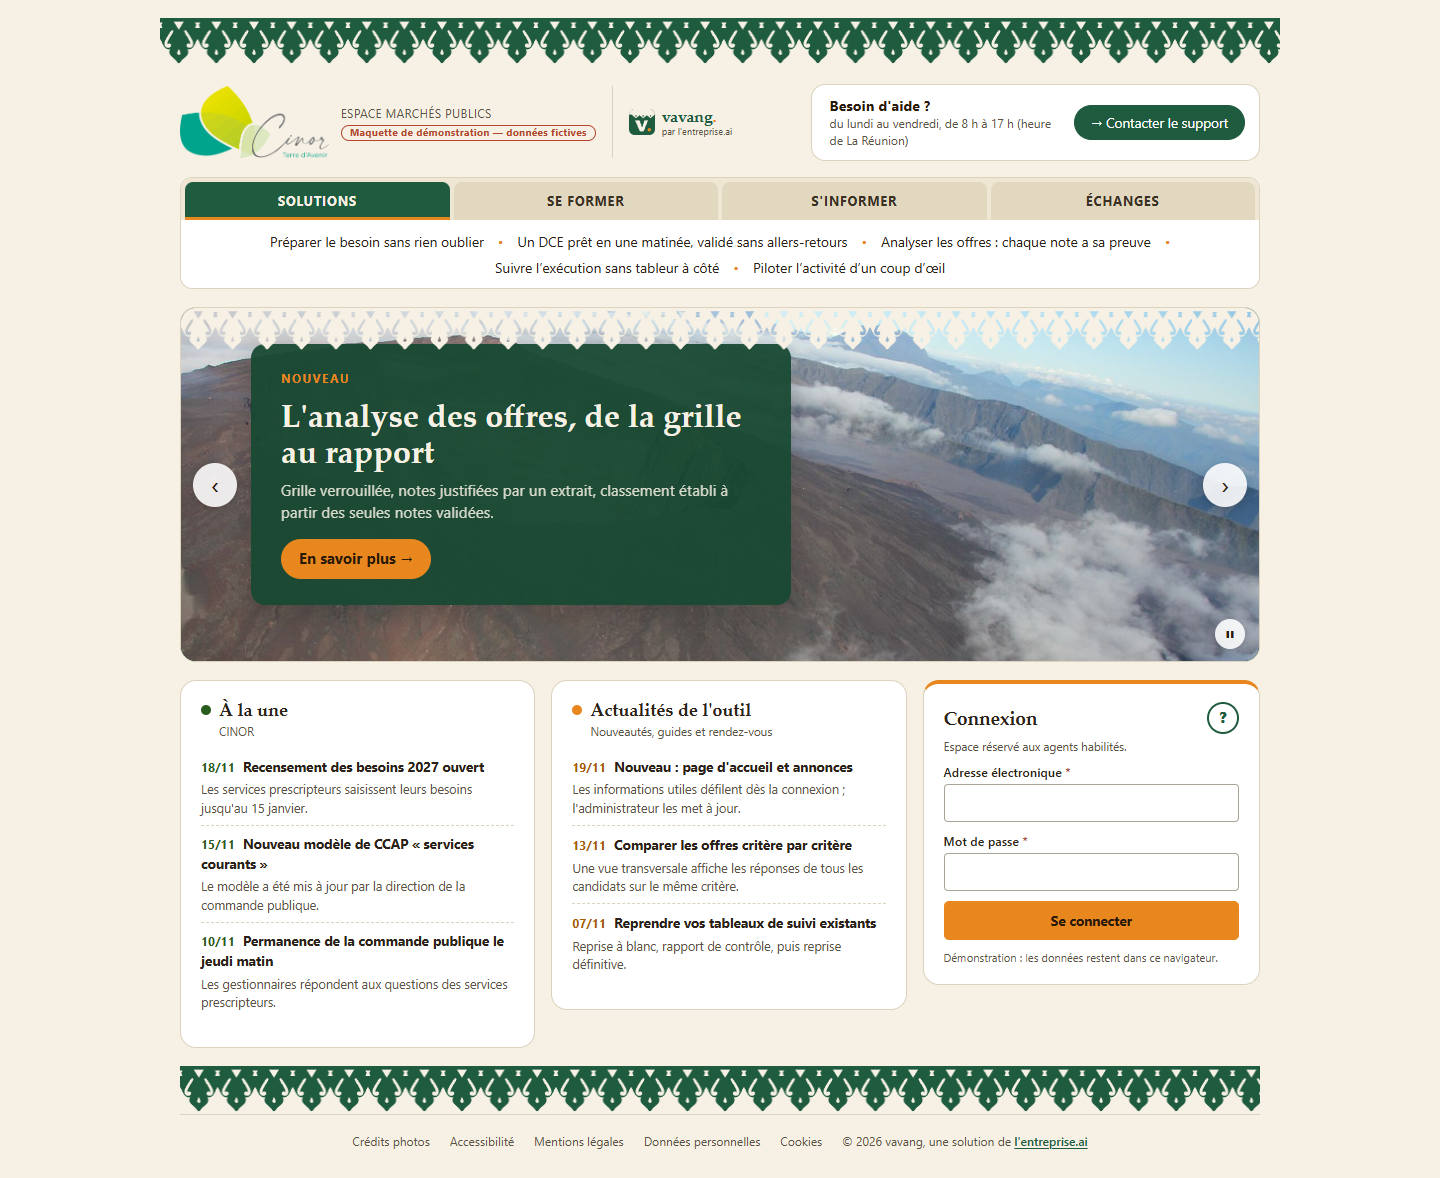 Cinor
Terre d'Avenir
ESPACE MARCHÉS PUBLICS
Maquette de démonstration — données fictives
v.
vavang.
par l'entreprise.ai
Besoin d'aide ?
du lundi au vendredi, de 8 h à 17 h (heure
de La Réunion)
→ Contacter le support
SOLUTIONS
SE FORMER
S'INFORMER
ÉCHANGES
Préparer le besoin sans rien oublier • Un DCE prêt en une matinée, validé sans allers-retours • Analyser les offres : chaque note a sa preuve •
Suivre l’exécution sans tableur à côté • Piloter l’activité d’un coup d’œil
NOUVEAU
L'analyse des offres, de la grille
au rapport
Grille verrouillée, notes justifiées par un extrait, classement établi à
partir des seules notes validées.
En savoir plus →
‹
›
À la une
CINOR
18/11 Recensement des besoins 2027 ouvert
Les services prescripteurs saisissent leurs besoins
jusqu'au 15 janvier.
15/11 Nouveau modèle de CCAP « services
courants »
Le modèle a été mis à jour par la direction de la
commande publique.
10/11 Permanence de la commande publique le
jeudi matin
Les gestionnaires répondent aux questions des services
prescripteurs.
Actualités de l'outil
Nouveautés, guides et rendez-vous
19/11 Nouveau : page d'accueil et annonces
Les informations utiles défilent dès la connexion ;
l'administrateur les met à jour.
13/11 Comparer les offres critère par critère
Une vue transversale affiche les réponses de tous les
candidats sur le même critère.
07/11 Reprendre vos tableaux de suivi existants
Reprise à blanc, rapport de contrôle, puis reprise
définitive.
Connexion
?
Espace réservé aux agents habilités.
Adresse électronique *
Mot de passe *
Se connecter
Démonstration : les données restent dans ce navigateur.
Crédits photos
Accessibilité
Mentions légales
Données personnelles
Cookies
© 2026 vavang, une solution de l'entreprise.ai